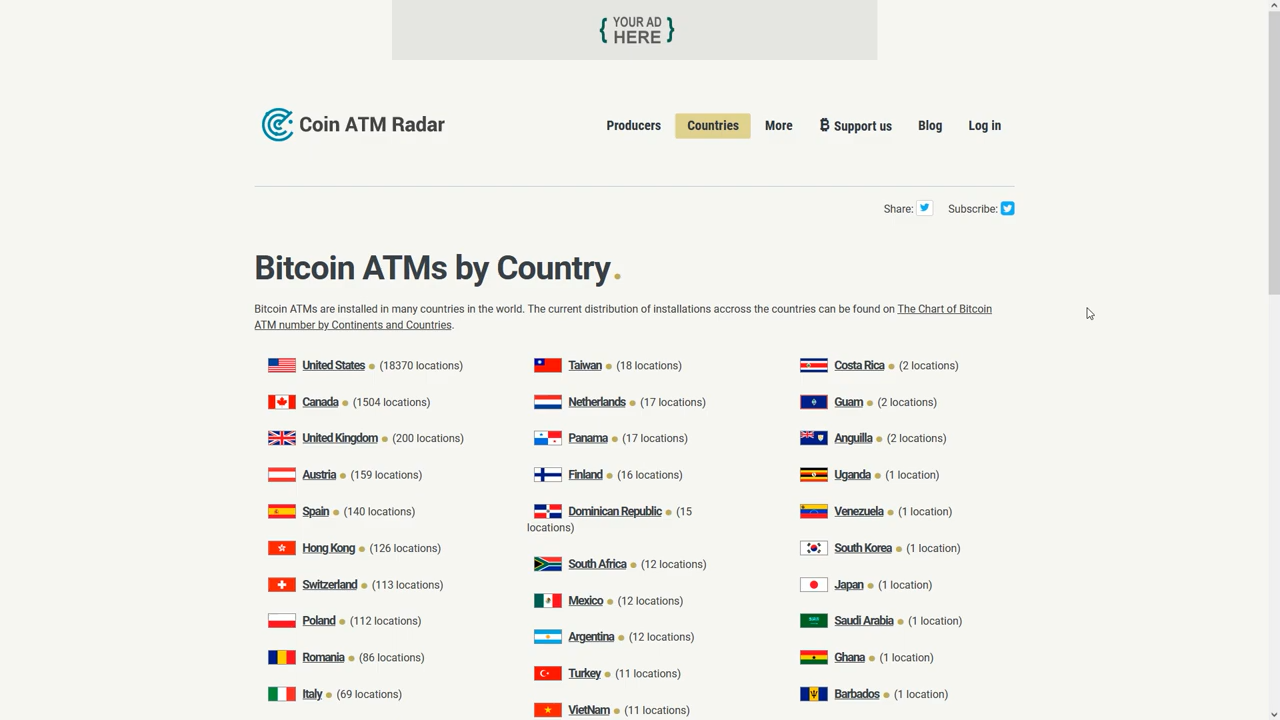 { YOUR AD HERE }
Coin ATM Radar
Producers
Countries
More
Support us
Blog
Log in
Share:
Subscribe:
Bitcoin ATMs by Country.
Bitcoin ATMs are installed in many countries in the world. The current distribution of installations accross the countries can be found on The Chart of Bitcoin
ATM number by Continents and Countries.
United States • (18370 locations)
Canada • (1504 locations)
United Kingdom • (200 locations)
Austria • (159 locations)
Spain • (140 locations)
Hong Kong • (126 locations)
Switzerland • (113 locations)
Poland • (112 locations)
Romania • (86 locations)
Italy • (69 locations)
Taiwan • (18 locations)
Netherlands • (17 locations)
Panama • (17 locations)
Finland • (16 locations)
Dominican Republic • (15
locations)
South Africa • (12 locations)
Mexico • (12 locations)
Argentina • (12 locations)
Turkey • (11 locations)
VietNam • (11 locations)
Costa Rica • (2 locations)
Guam • (2 locations)
Anguilla • (2 locations)
Uganda • (1 location)
Venezuela • (1 location)
South Korea • (1 location)
Japan • (1 location)
Saudi Arabia • (1 location)
Ghana • (1 location)
Barbados • (1 location)